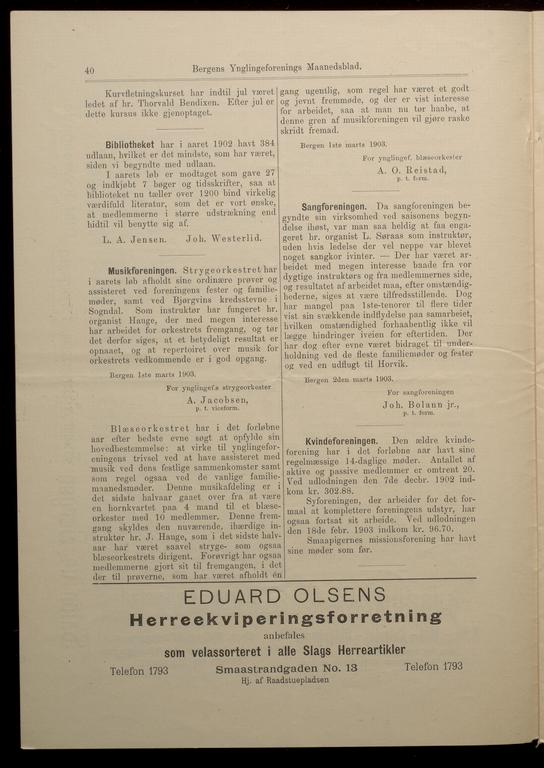 40
Bergens Ynglingeforenings Maanedsblad.
Kurvfletningskurset har indtil jul været
ledet af hr. Thorvald Bendixen. Efter jul er
dette kursus ikke gjenoptaget.
Bibliotheket har i aaret 1902 havt 384
udlaan, hvilket er det mindste, som har været,
siden vi begyndte med udlaan.
I aarets løb er modtaget som gave 27
og indkjøbt 7 bøger og tidsskrifter, saa at
biblioteket nu tæller over 1200 bind virkelig
værdifuld literatur, som det er vort ønske,
at medlemmerne i større udstrækning end
hidtil vil benytte sig af.
L. A. Jensen. Joh. Westerlid.
Musikforeningen. Strygeorkestret har
i aarets løb afholdt sine ordinære prøver og
assisteret ved foreningens fester og familie-
møder, samt ved Bjørgvins kredsstevne i
Sogndal. Som instruktør har fungeret hr.
organist Hauge, der med megen interesse
har arbeidet for orkestrets fremgang, og tør
det derfor siges, at et betydeligt resultat er
opnaaet, og at repertoiret over musik for
orkestrets vedkommende er i god opgang.
Bergen 1ste marts 1903.
For ynglingef.s strygeorkester
A. Jacobsen,
p. t. viceform.
Blæseorkestret har i det forløbne
aar efter bedste evne søgt at opfylde sin
hovedbestemmelse: at virke til ynglingefor-
eningens trivsel ved at have assisteret med
musik ved dens festlige sammenkomster samt
som regel ogsaa ved de vanlige familie-
maanedsmøder. Denne musikafdeling er i
det sidste halvaar gaaet over fra at være
en hornkvartet paa 4 mand til et blæse-
orkester med 10 medlemmer. Denne frem-
gang skyldes den nuværende, ihærdige in-
struktør hr. J. Hauge, som i det sidste halv-
aar har været saavel stryge- som ogsaa
blæseorkestrets dirigent. Forøvrigt har ogsaa
medlemmerne gjort sit til fremgangen, i det
der til prøverne, som har været afholdt én
gang ugentlig, som regel har været et godt
og jevnt fremmøde, og der er vist interesse
for arbeidet, saa at man nu tør haabe, at
denne gren af musikforeningen vil gjøre raske
skridt fremad.
Bergen 1ste marts 1903.
For ynglingef. blæseorkester
A. O. Reistad,
p. t. form.
Sangforeningen. Da sangforeningen be-
gyndte sin virksomhed ved saisonens begyn-
delse ihøst, var man saa heldig at faa enga-
geret hr. organist L. Søraas som instruktør,
uden hvis ledelse der vel neppe var blevet
noget sangkor ivinter. — Der har været ar-
beidet med megen interesse baade fra vor
dygtige instruktørs og fra medlemmernes side,
og resultatet af arbeidet maa, efter omstændig-
hederne, siges at være tilfredsstillende. Dog
har mangel paa 1ste-tenorer til flere tider
vist sin svækkende indflydelse paa samarbeiet,
hvilken omstændighed forhaabentlig ikke vil
lægge hindringer iveien for eftertiden. Der
har dog efter evne været bidraget til under-
holdning ved de fleste familiemøder og fester
og ved en udflugt til Horvik.
Bergen 2den marts 1903.
For sangforeningen
Joh. Bolann jr.,
p. t. form.
Kvindeforeningen. Den ældre kvinde-
forening har i det forløbne aar havt sine
regelmæssige 14-daglige møder. Antallet af
aktive og passive medlemmer er omtrent 20.
Ved udlodningen den 7de decbr. 1902 ind-
kom kr. 302.88.
Syforeningen, der arbeider for det for-
maal at komplettere foreningens udstyr, har
ogsaa fortsat sit arbeide. Ved udlodningen
den 18de febr. 1903 indkom kr. 96.70.
Smaapigernes missionsforening har havt
sine møder som før.
EDUARD OLSENS
Herreekviperingsforretning
anbefales
som velassorteret i alle Slags Herreartikler
Telefon 1793 Smaastrandgaden No. 13 Telefon 1793
Hj. af Raadstuepladsen